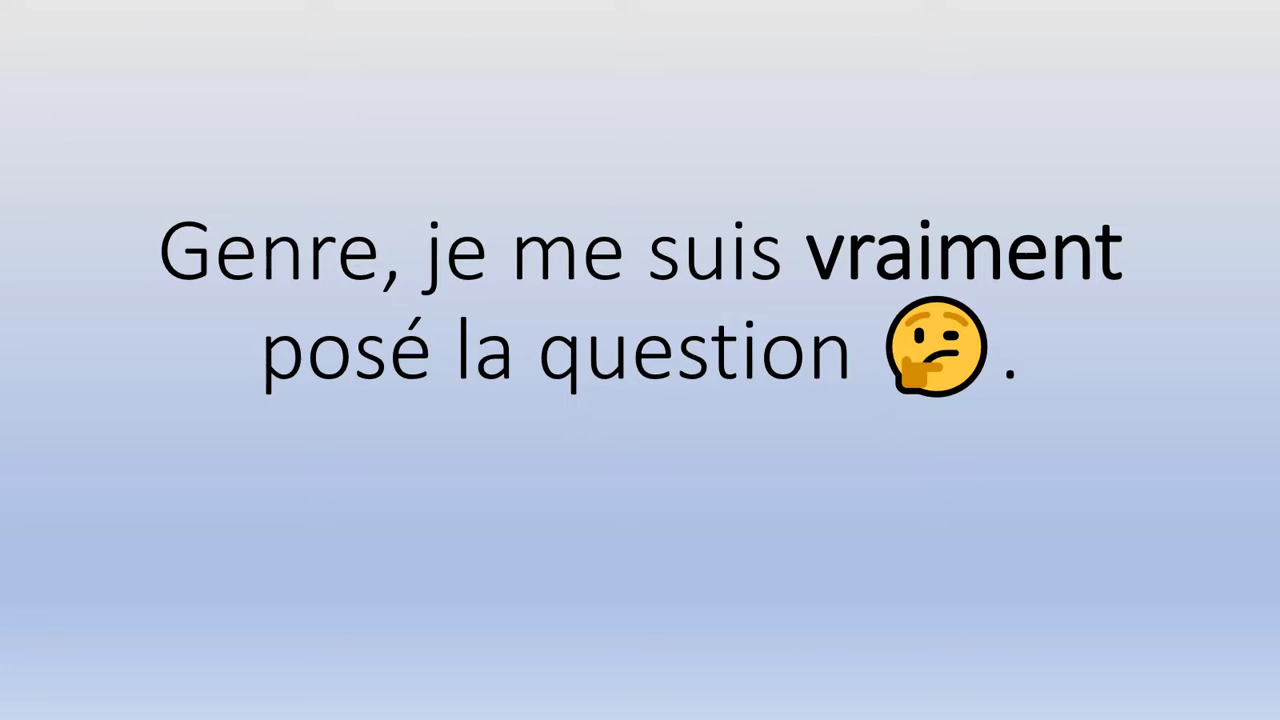 Genre, je me suis vraiment
posé la question 🤔.